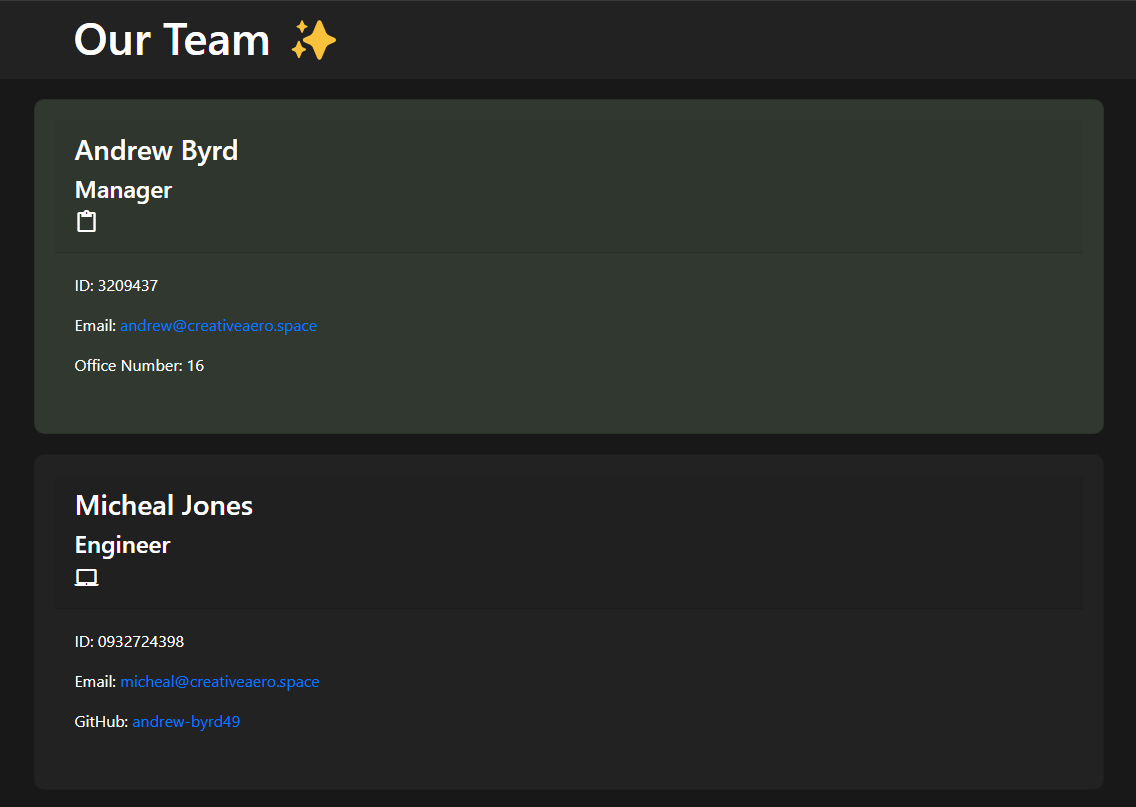 Our Team ✨
Andrew Byrd
Manager
ID: 3209437
Email: andrew@creativeaero.space
Office Number: 16
Micheal Jones
Engineer
ID: 0932724398
Email: micheal@creativeaero.space
GitHub: andrew-byrd49